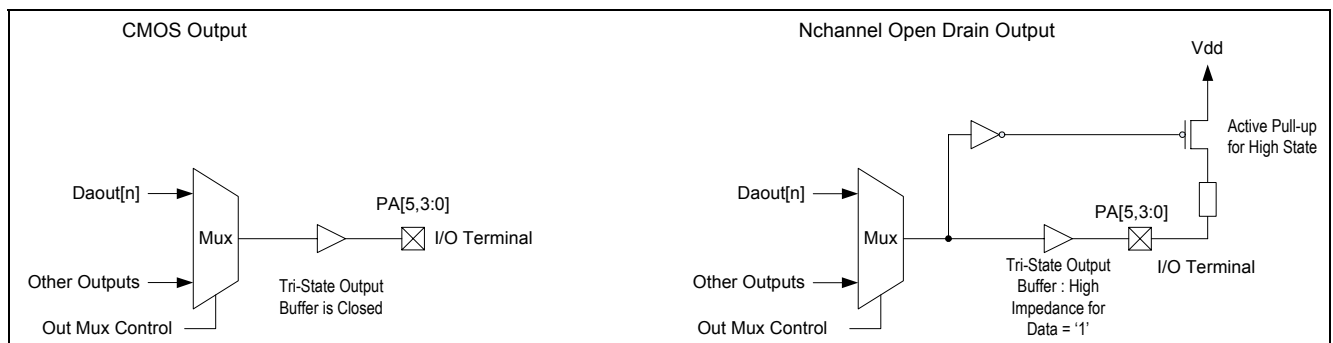 CMOS Output
Daout[n]
Mux
PA[5,3:0]
I/O Terminal
Other Outputs
Tri-State Output
Buffer is Closed
Out Mux Control
Nchannel Open Drain Output
Vdd
Active Pull-up
for High State
Daout[n]
Mux
PA[5,3:0]
I/O Terminal
Other Outputs
Tri-State Output
Buffer : High
Impedance for
Data = '1'
Out Mux Control